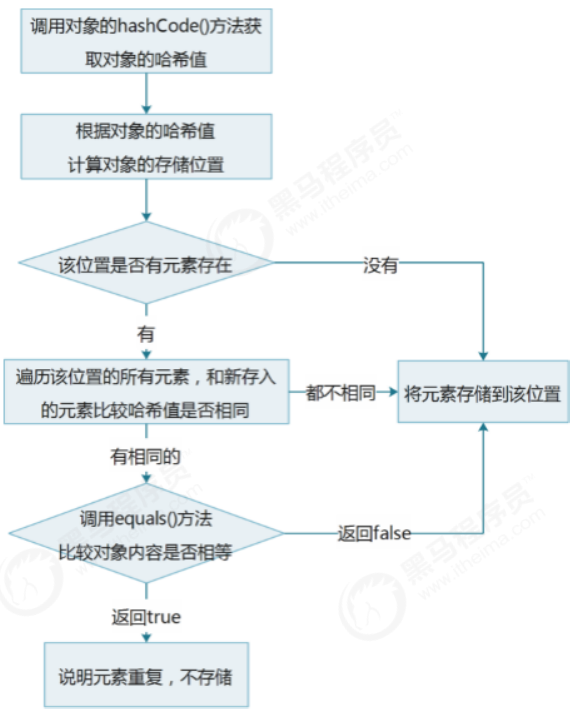 调用对象的hashCode()方法获
取对象的哈希值
根据对象的哈希值
计算对象的存储位置
该位置是否有元素存在
没有
有
遍历该位置的所有元素，和新存入
的元素比较哈希值是否相同
都不相同
将元素存储到该位置
有相同的
调用equals()方法
比较对象内容是否相等
返回false
返回true
说明元素重复，不存储
黑马程序员
www.itheima.com
黑马程序员
www.itheima.com
黑马程序员
www.itheima.com